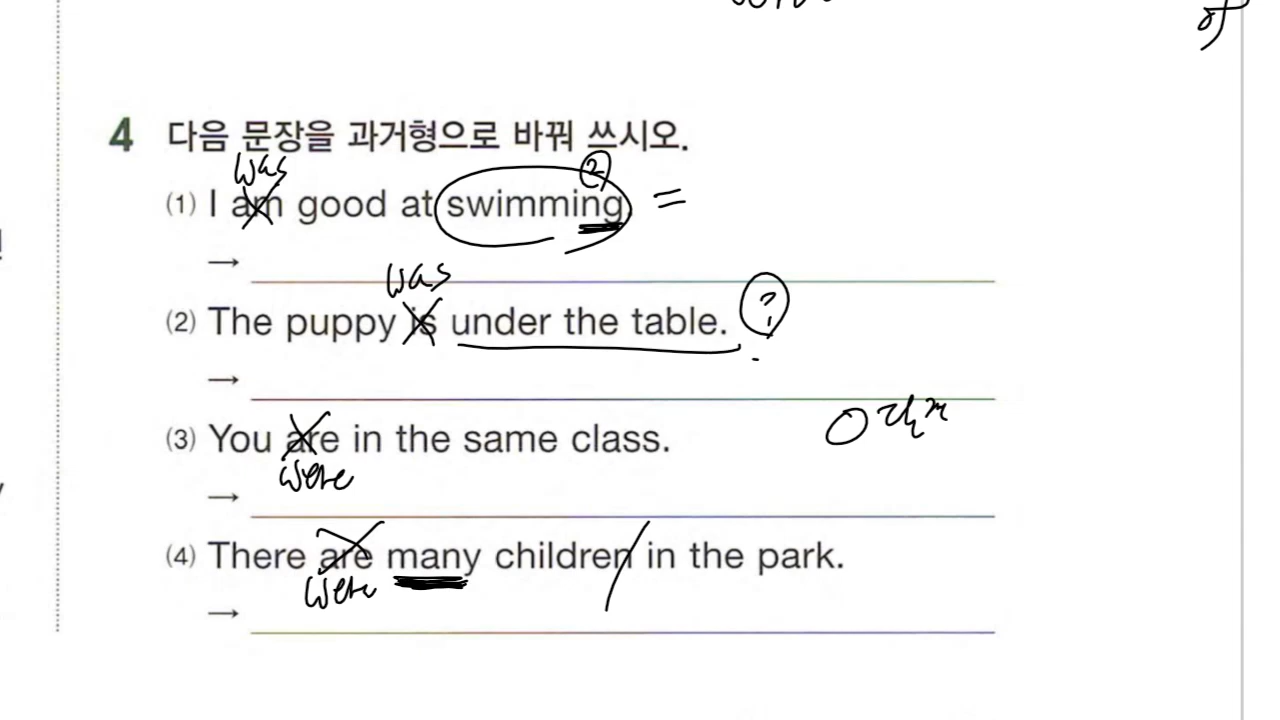 of
4 다음 문장을 과거형으로 바꿔 쓰시오.
was ②
(1) I am good at swimming. =
→
was
(2) The puppy is under the table. ?
→
(3) You are in the same class.
were
→
(4) There are many children / in the park.
were
→